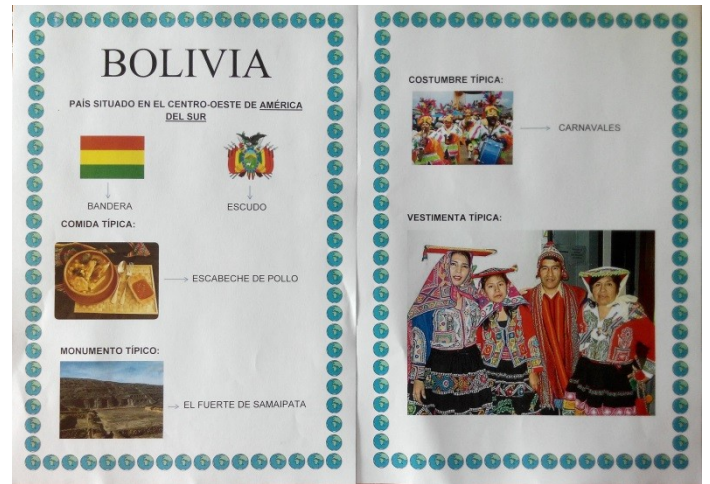 BOLIVIA
PAÍS SITUADO EN EL CENTRO-OESTE DE AMÉRICA
DEL SUR
BANDERA
ESCUDO
COMIDA TÍPICA:
ESCABECHE DE POLLO
MONUMENTO TÍPICO:
EL FUERTE DE SAMAIPATA
COSTUMBRE TÍPICA:
CARNAVALES
VESTIMENTA TÍPICA: